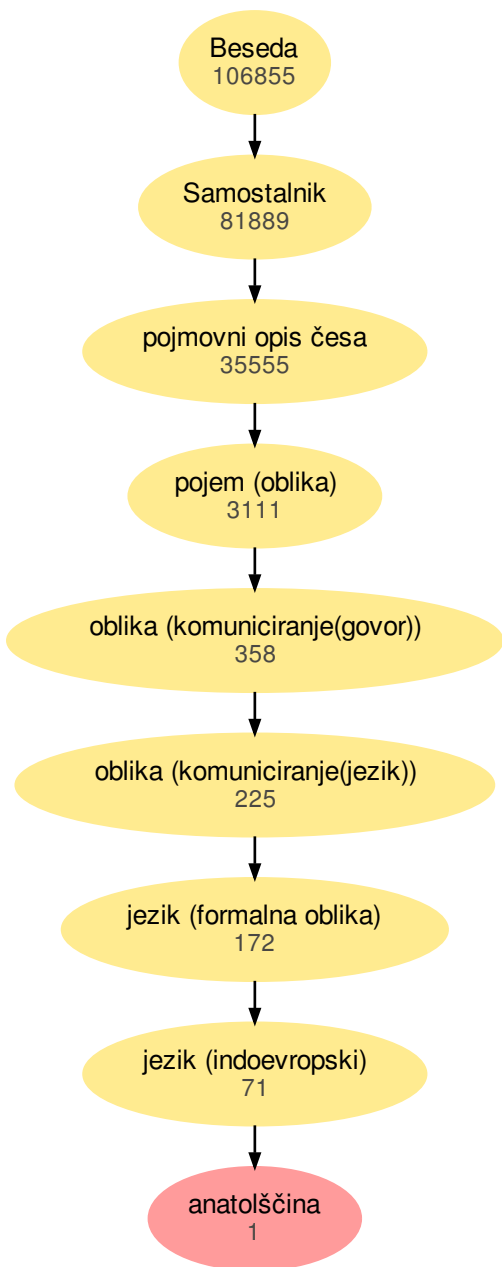 Beseda
106855
Samostalnik
81889
pojmovni opis česa
35555
pojem (oblika)
3111
oblika (komuniciranje(govor))
358
oblika (komuniciranje(jezik))
225
jezik (formalna oblika)
172
jezik (indoevropski)
71
anatolščina
1